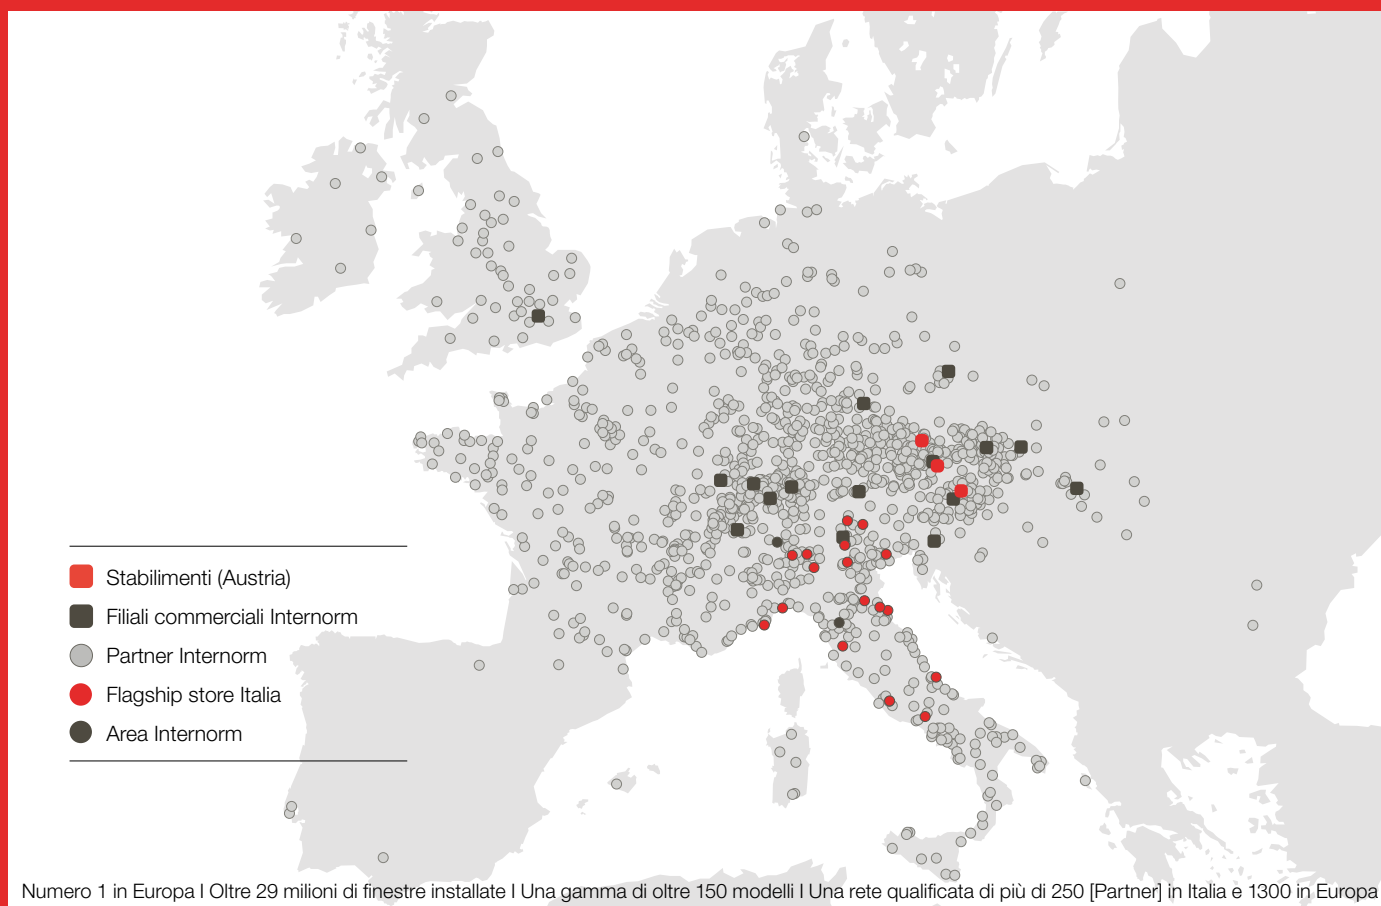 Stabilimenti (Austria)
Filiali commerciali Internorm
Partner Internorm
Flagship store Italia
Area Internorm
Numero 1 in Europa I Oltre 29 milioni di finestre installate I Una gamma di oltre 150 modelli I Una rete qualificata di più di 250 [Partner] in Italia e 1300 in Europa